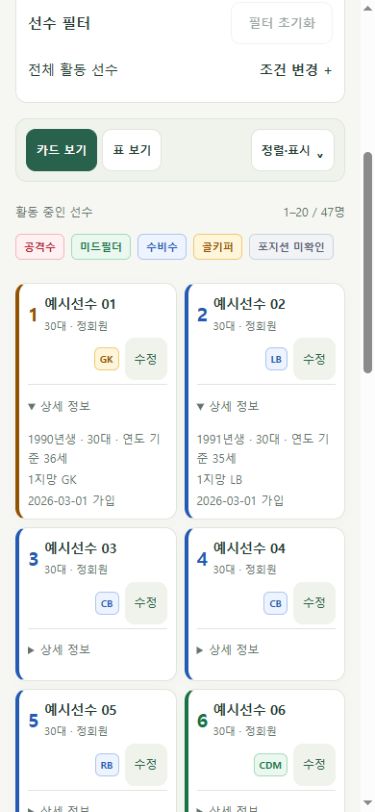 선수 필터
필터 초기화
전체 활동 선수
조건 변경 +
카드 보기
표 보기
정렬·표시
활동 중인 선수
1–20 / 47명
공격수
미드필더
수비수
골키퍼
포지션 미확인
1
예시선수 01
30대 · 정회원
GK
수정
▼ 상세 정보
1990년생 · 30대 · 연도 기
준 36세
1지망 GK
2026-03-01 가입
2
예시선수 02
30대 · 정회원
LB
수정
▼ 상세 정보
1991년생 · 30대 · 연도 기
준 35세
1지망 LB
2026-03-01 가입
3
예시선수 03
30대 · 정회원
CB
수정
▶ 상세 정보
4
예시선수 04
30대 · 정회원
CB
수정
▶ 상세 정보
5
예시선수 05
30대 · 정회원
RB
수정
▶ 상세 정보
6
예시선수 06
30대 · 정회원
CDM
수정
▶ 상세 정보